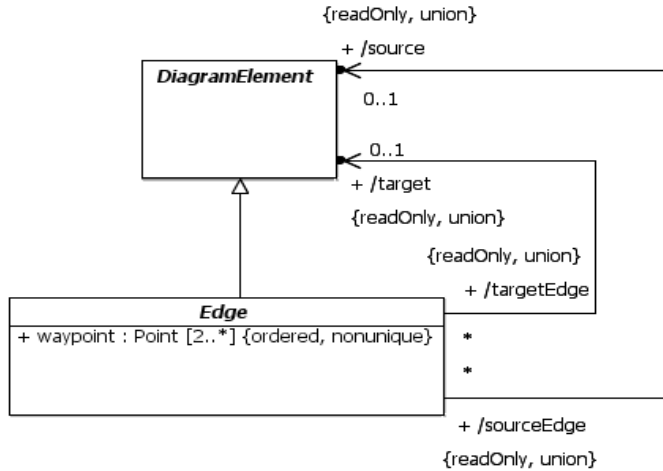 {readOnly, union}
+ /source
DiagramElement
0..1
0..1
+ /target
{readOnly, union}
{readOnly, union}
+ /targetEdge
Edge
+ waypoint : Point [2..*] {ordered, nonunique}
*
*
+ /sourceEdge
{readOnly, union}